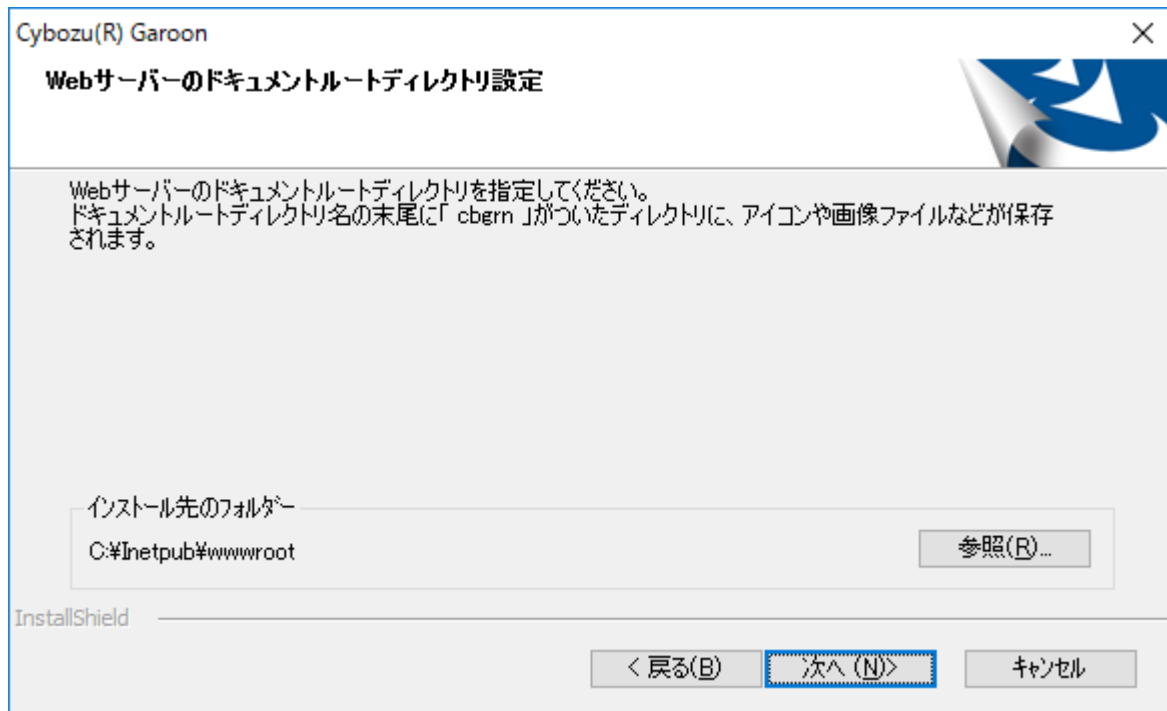 Cybozu(R) Garoon
Webサーバーのドキュメントルートディレクトリ設定
Webサーバーのドキュメントルートディレクトリを指定してください。
ドキュメントルートディレクトリ名の末尾に「 cbgrn 」がついたディレクトリに、アイコンや画像ファイルなどが保存
されます。
インストール先のフォルダー
C:¥Inetpub¥wwwroot
参照(R)...
InstallShield
< 戻る(B)
次へ (N)>
キャンセル